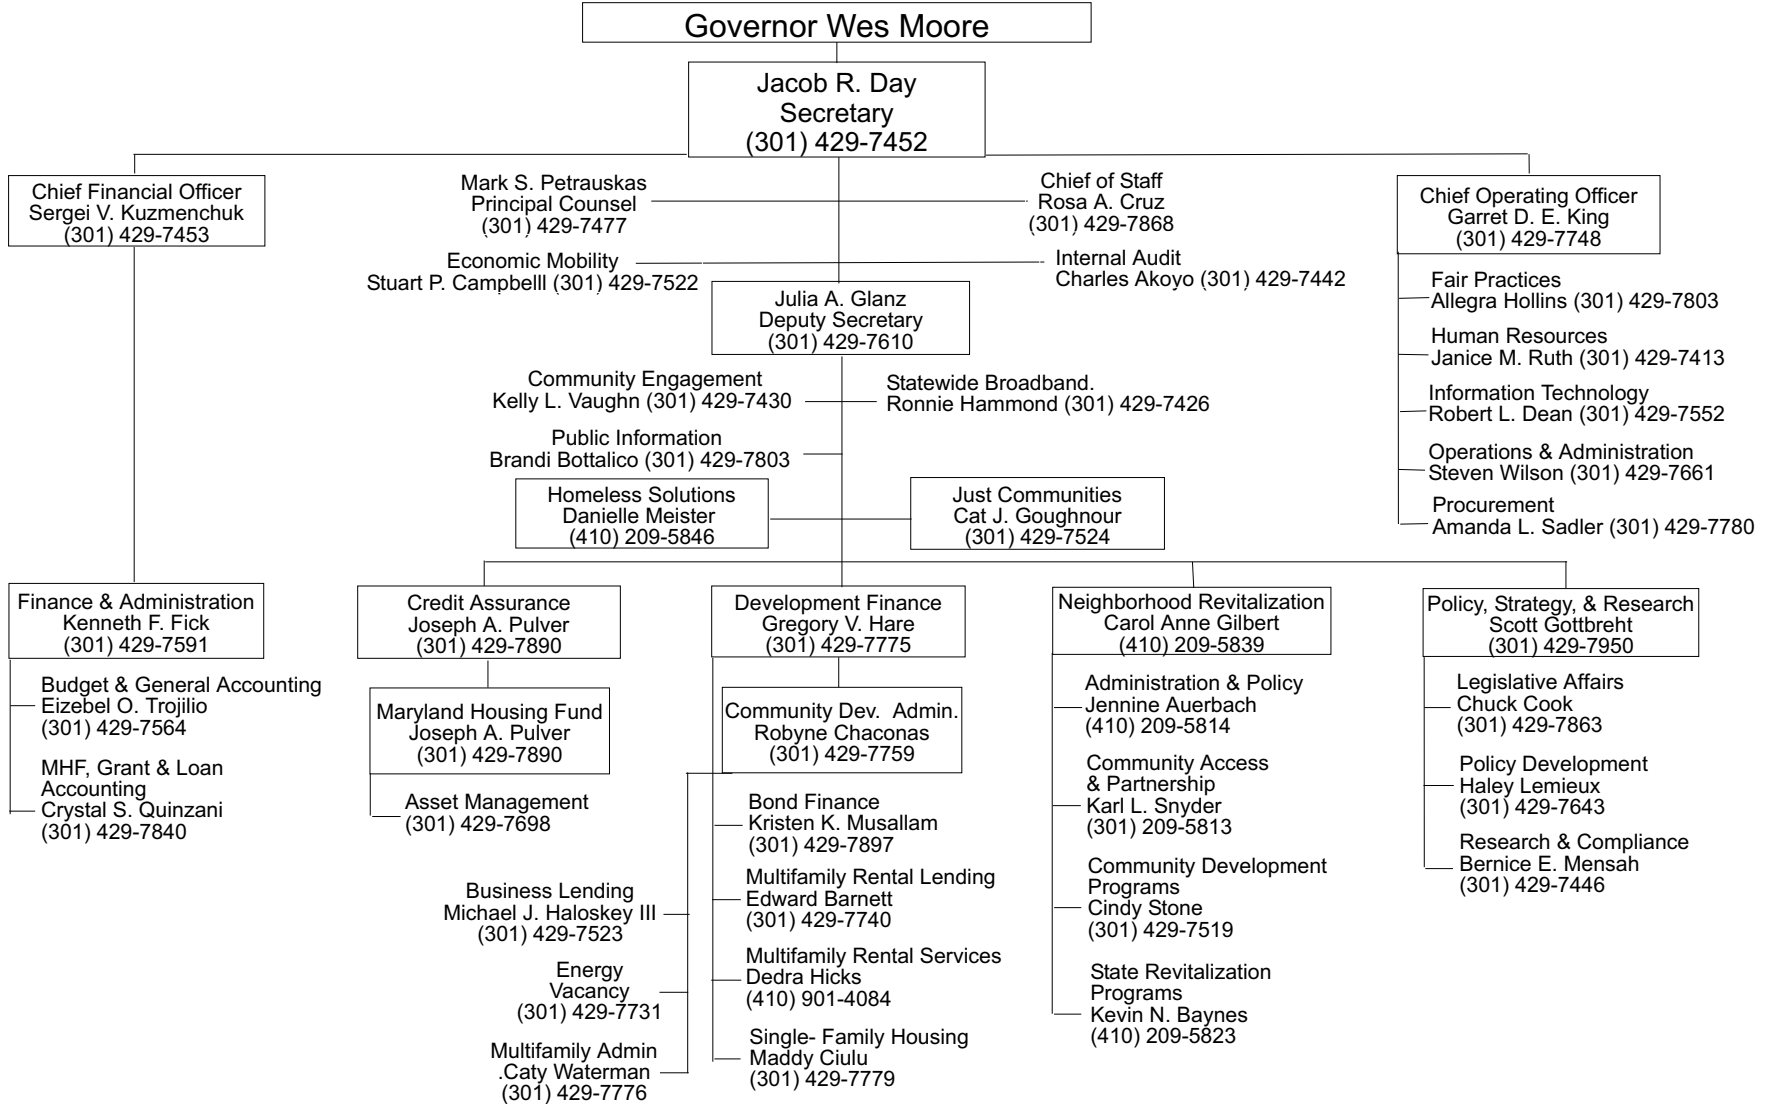 Governor Wes Moore
Jacob R. Day
Secretary
(301) 429-7452
Chief Financial Officer
Sergei V. Kuzmenchuk
(301) 429-7453
Mark S. Petrauskas
Principal Counsel
(301) 429-7477
Chief of Staff
Rosa A. Cruz
(301) 429-7868
Chief Operating Officer
Garret D. E. King
(301) 429-7748
Economic Mobility
Stuart P. Campbelll (301) 429-7522
Internal Audit
Charles Akoyo (301) 429-7442
Julia A. Glanz
Deputy Secretary
(301) 429-7610
Fair Practices
Allegra Hollins (301) 429-7803
Human Resources
Janice M. Ruth (301) 429-7413
Information Technology
Robert L. Dean (301) 429-7552
Operations & Administration
Steven Wilson (301) 429-7661
Procurement
Amanda L. Sadler (301) 429-7780
Community Engagement
Kelly L. Vaughn (301) 429-7430
Statewide Broadband.
Ronnie Hammond (301) 429-7426
Public Information
Brandi Bottalico (301) 429-7803
Homeless Solutions
Danielle Meister
(410) 209-5846
Just Communities
Cat J. Goughnour
(301) 429-7524
Finance & Administration
Kenneth F. Fick
(301) 429-7591
Budget & General Accounting
Eizebel O. Trojilio
(301) 429-7564
MHF, Grant & Loan
Accounting
Crystal S. Quinzani
(301) 429-7840
Credit Assurance
Joseph A. Pulver
(301) 429-7890
Maryland Housing Fund
Joseph A. Pulver
(301) 429-7890
Asset Management
(301) 429-7698
Development Finance
Gregory V. Hare
(301) 429-7775
Community Dev. Admin.
Robyne Chaconas
(301) 429-7759
Business Lending
Michael J. Haloskey III
(301) 429-7523
Energy
Vacancy
(301) 429-7731
Multifamily Admin
.Caty Waterman
(301) 429-7776
Bond Finance
Kristen K. Musallam
(301) 429-7897
Multifamily Rental Lending
Edward Barnett
(301) 429-7740
Multifamily Rental Services
Dedra Hicks
(410) 901-4084
Single- Family Housing
Maddy Ciulu
(301) 429-7779
Neighborhood Revitalization
Carol Anne Gilbert
(410) 209-5839
Administration & Policy
Jennine Auerbach
(410) 209-5814
Community Access
& Partnership
Karl L. Snyder
(301) 209-5813
Community Development
Programs
Cindy Stone
(301) 429-7519
State Revitalization
Programs
Kevin N. Baynes
(410) 209-5823
Policy, Strategy, & Research
Scott Gottbreht
(301) 429-7950
Legislative Affairs
Chuck Cook
(301) 429-7863
Policy Development
Haley Lemieux
(301) 429-7643
Research & Compliance
Bernice E. Mensah
(301) 429-7446